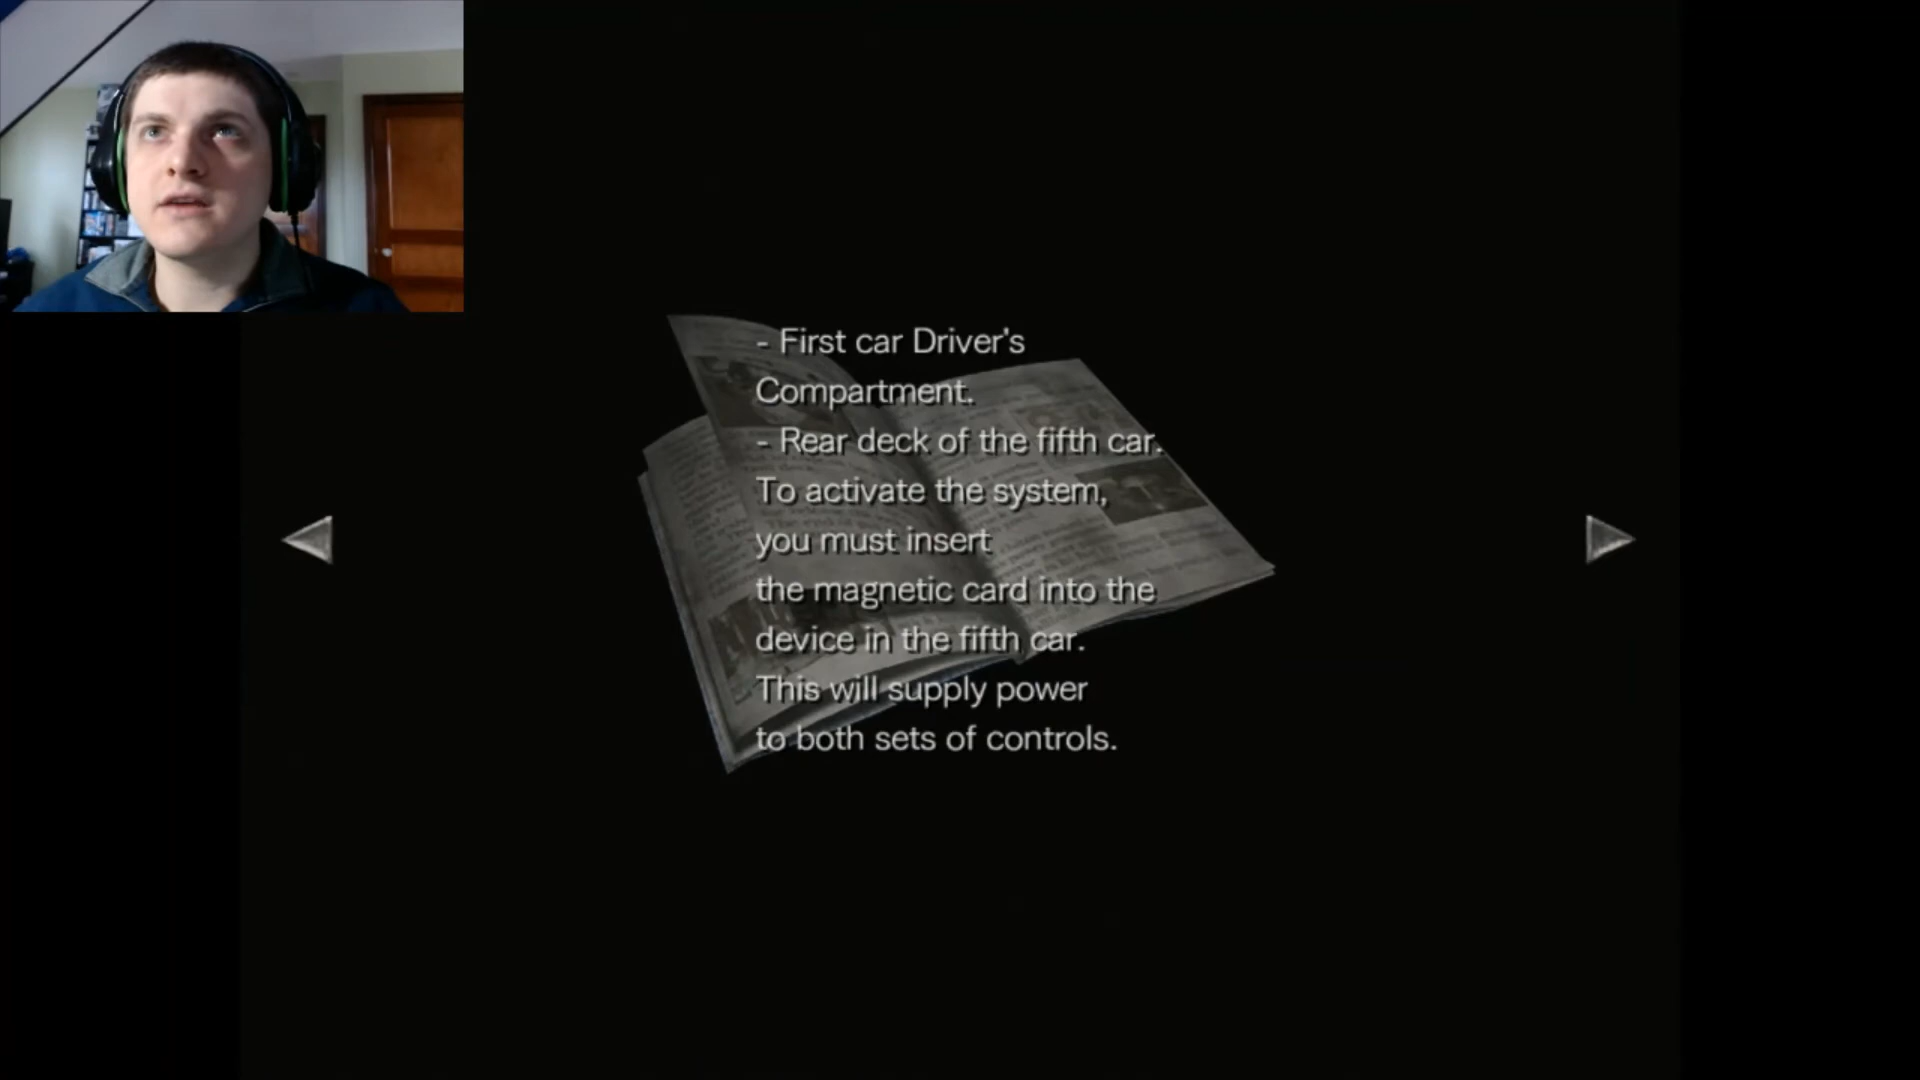 - First car Driver's
Compartment.
- Rear deck of the fifth car.
To activate the system,
you must insert
the magnetic card into the
device in the fifth car.
This will supply power
to both sets of controls.